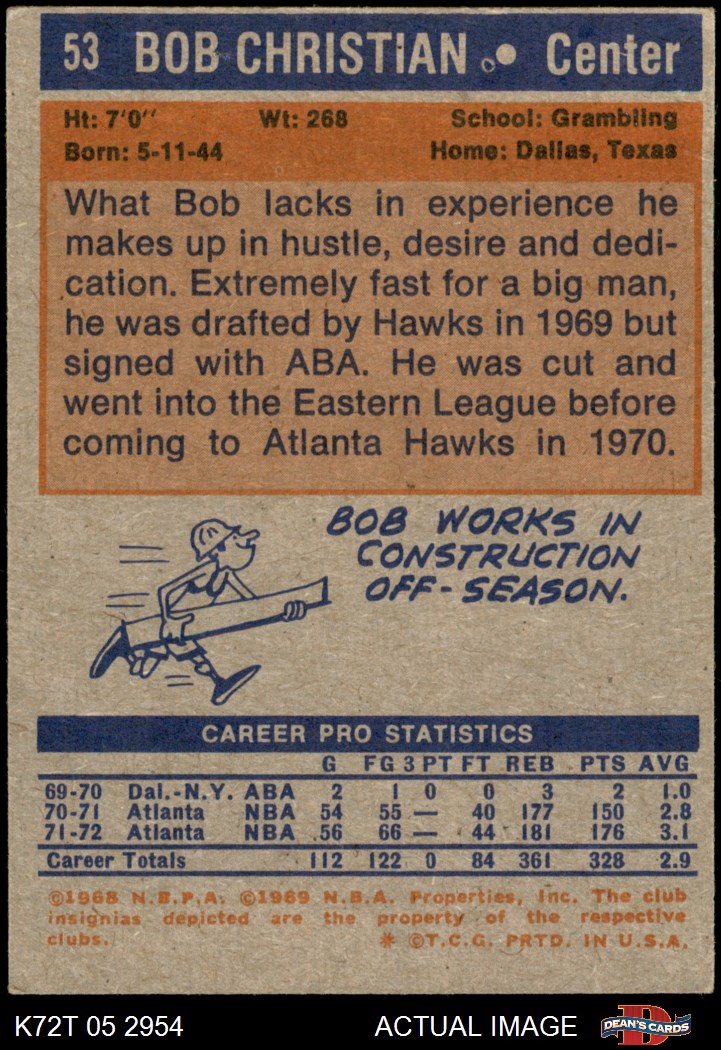 53 BOB CHRISTIAN • Center
Ht: 7'0'' Wt: 268 School: Grambling
Born: 5-11-44 Home: Dallas, Texas
What Bob lacks in experience he
makes up in hustle, desire and dedi-
cation. Extremely fast for a big man,
he was drafted by Hawks in 1969 but
signed with ABA. He was cut and
went into the Eastern League before
coming to Atlanta Hawks in 1970.
BOB WORKS IN
CONSTRUCTION
OFF-SEASON.
CAREER PRO STATISTICS
G FG 3 PT FT REB PTS AVG
69-70 Dal.-N.Y. ABA 2 1 0 0 3 2 1.0
70-71 Atlanta NBA 54 55 — 40 177 150 2.8
71-72 Atlanta NBA 56 66 — 44 181 176 3.1
Career Totals 112 122 0 84 361 328 2.9
©1968 N.B.P.A. ©1969 N.B.A. Properties, Inc. The club
insignias depicted are the property of the respective
clubs. * ©T.C.G. PRTD. IN U.S.A.
K72T 05 2954 ACTUAL IMAGE D DEAN'S CARDS